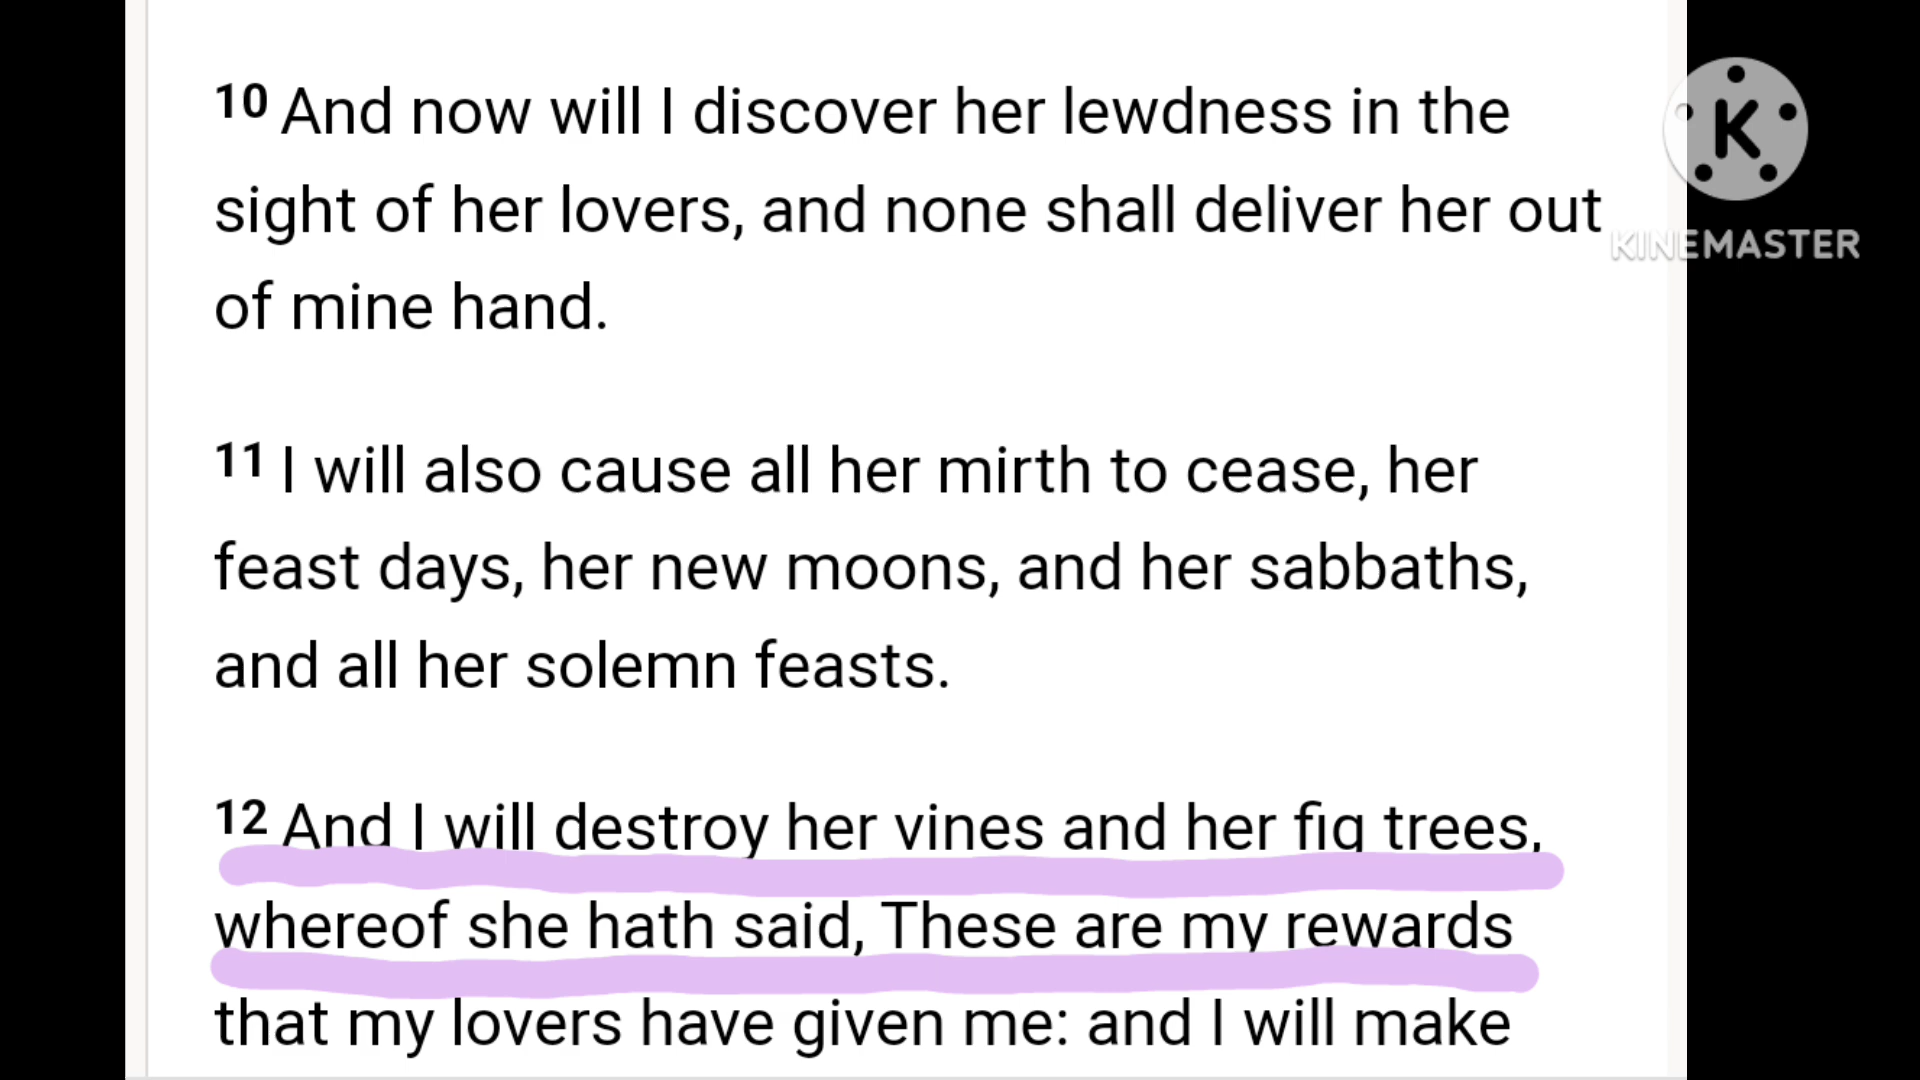 10 And now will I discover her lewdness in the
sight of her lovers, and none shall deliver her out
of mine hand.
11 I will also cause all her mirth to cease, her
feast days, her new moons, and her sabbaths,
and all her solemn feasts.
12 And I will destroy her vines and her fig trees,
whereof she hath said, These are my rewards
that my lovers have given me: and I will make
K
KINEMASTER